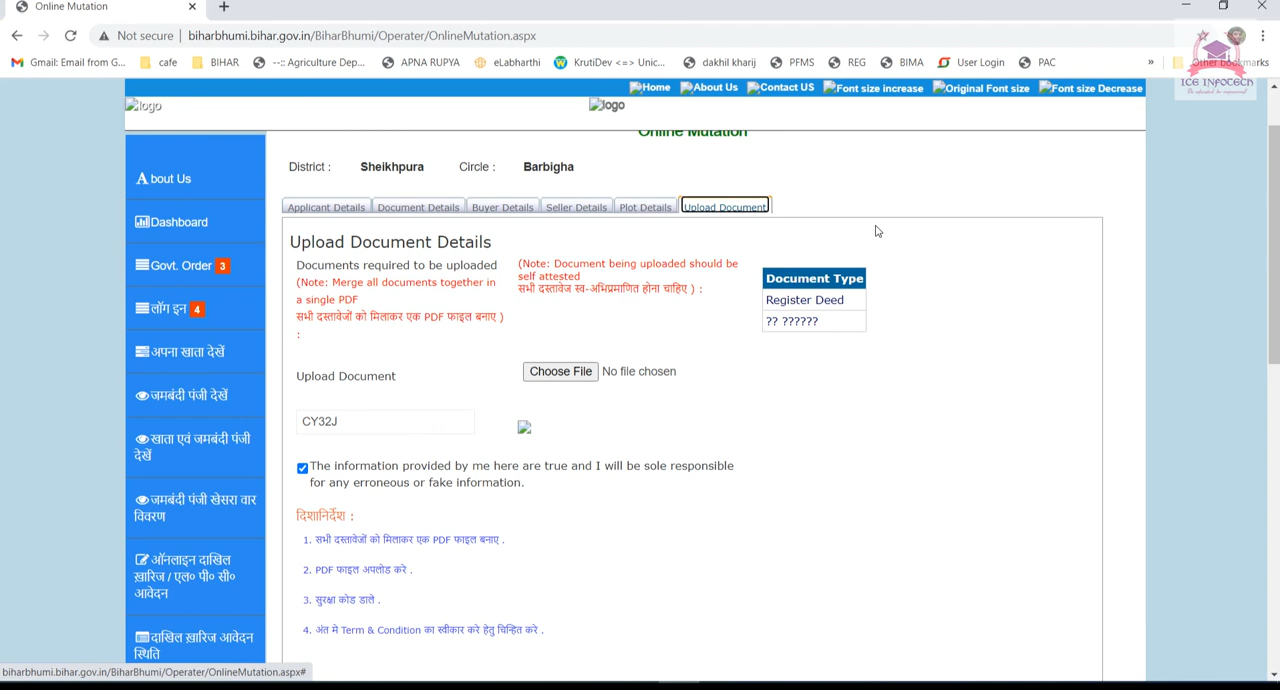 Online Mutation
Not secure | biharbhumi.bihar.gov.in/BiharBhumi/Operater/OnlineMutation.aspx
Gmail: Email from G... cafe BIHAR --:: Agriculture Dep... APNA RUPYA eLabharthi KrutiDev <=> Unic... dakhil kharij PFMS REG BIMA User Login PAC » Other bookmarks
ICE INFOTECH
Home About Us Contact US Font size increase Original Font size Font size Decrease
logo logo
Online Mutation
District : Sheikhpura Circle : Barbigha
Applicant Details Document Details Buyer Details Seller Details Plot Details Upload Document
About Us
Dashboard
Govt. Order 3
लॉग इन 4
अपना खाता देखें
जमबंदी पंजी देखें
खाता एवं जमबंदी पंजी
देखें
जमबंदी पंजी खेसरा वार
विवरण
ऑनलाइन दाखिल
ख़ारिज / एल० पी० सी०
आवेदन
दाखिल ख़ारिज आवेदन
स्थिति
Upload Document Details
Documents required to be uploaded
(Note: Merge all documents together in
a single PDF
सभी दस्तावेजों को मिलाकर एक PDF फाइल बनाए )
:
(Note: Document being uploaded should be
self attested
सभी दस्तावेज स्व-अभिप्रमाणित होना चाहिए ) :
Document Type
Register Deed
?? ??????
Upload Document Choose File No file chosen
CY32J
The information provided by me here are true and I will be sole responsible
for any erroneous or fake information.
दिशानिर्देश :
1. सभी दस्तावेजों को मिलाकर एक PDF फाइल बनाए .
2. PDF फाइल अपलोड करे .
3. सुरक्षा कोड डाले .
4. अंत मे Term & Condition का स्वीकार करे हेतु चिन्हित करे .
biharbhumi.bihar.gov.in/BiharBhumi/Operater/OnlineMutation.aspx#